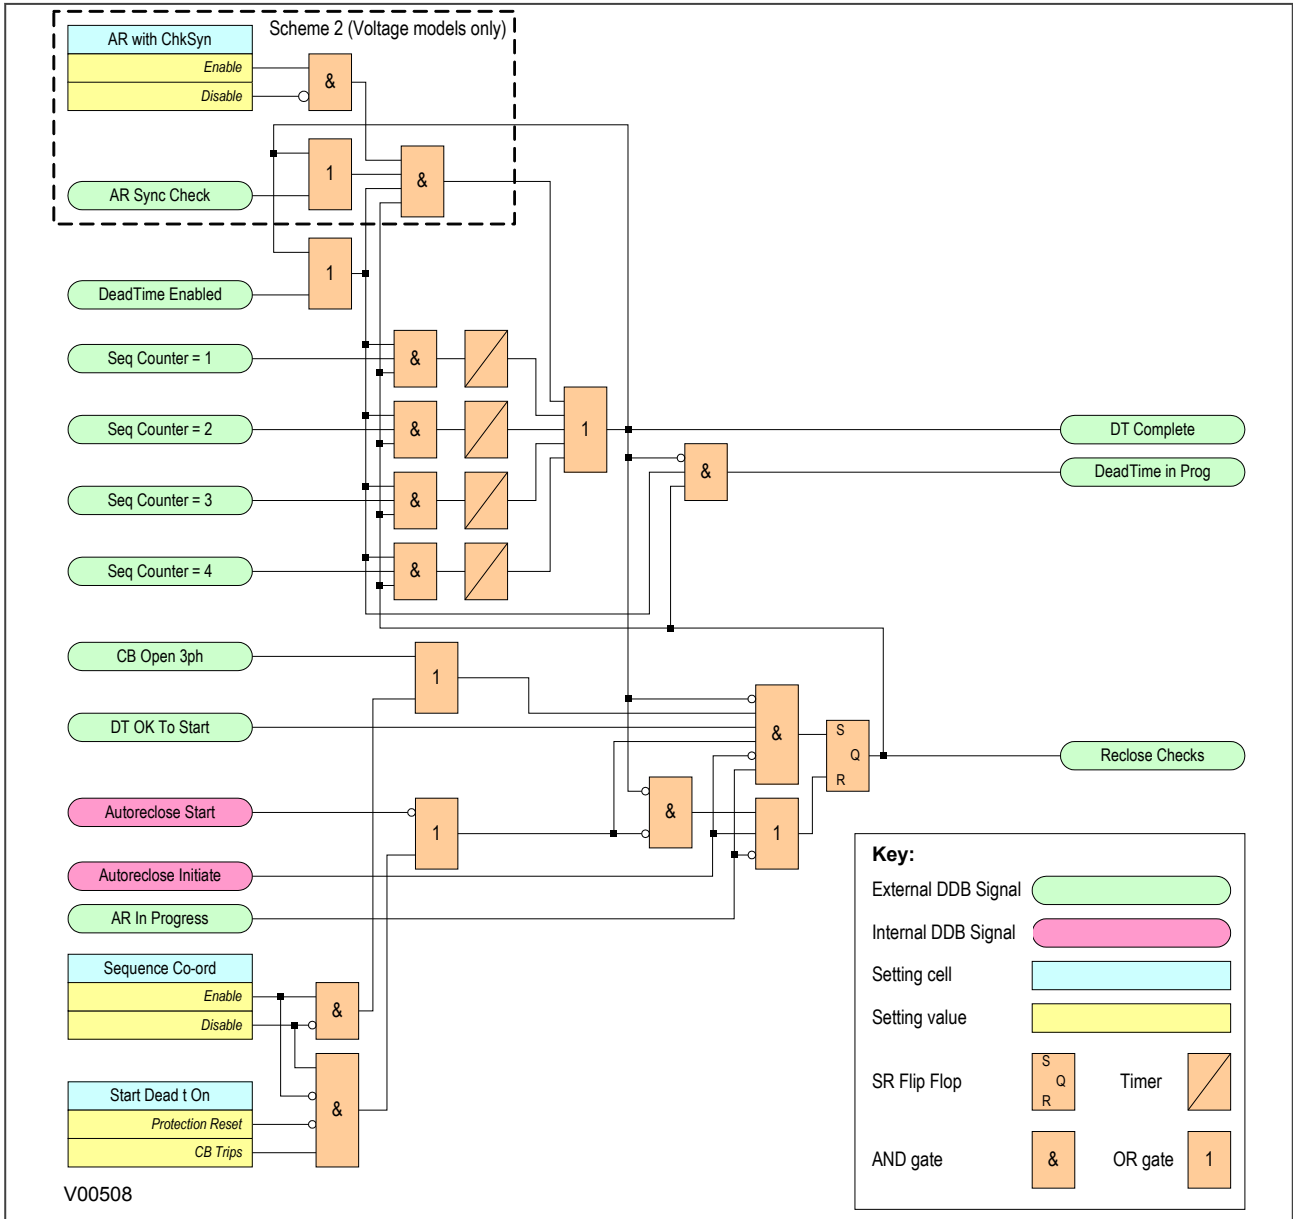 Scheme 2 (Voltage models only)
AR with ChkSyn
Enable
Disable
&
1
&
AR Sync Check
1
DeadTime Enabled
Seq Counter = 1
&
Seq Counter = 2
&
1
DT Complete
&
DeadTime in Prog
Seq Counter = 3
&
Seq Counter = 4
&
CB Open 3ph
1
DT OK To Start
&
S
Q
R
Reclose Checks
Autoreclose Start
1
&
1
Autoreclose Initiate
AR In Progress
Sequence Co-ord
Enable
Disable
&
Start Dead t On
Protection Reset
CB Trips
&
Key:
External DDB Signal
Internal DDB Signal
Setting cell
Setting value
SR Flip Flop
S
Q
R
Timer
AND gate
&
OR gate
1
V00508